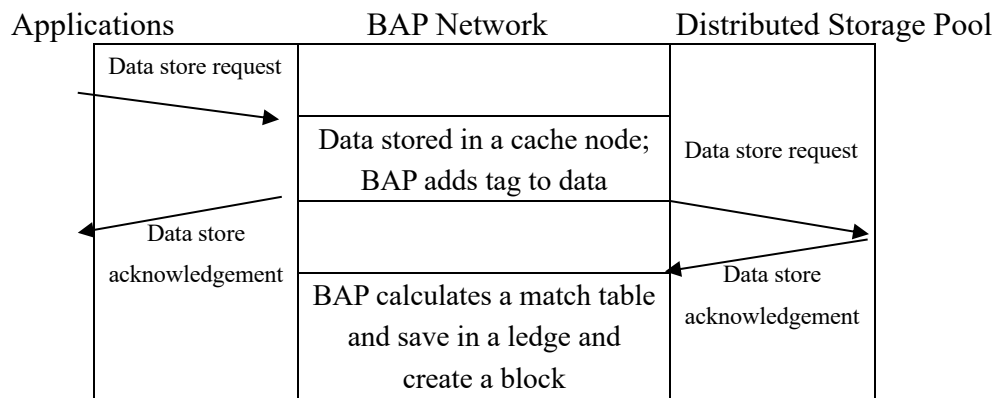 Applications BAP Network Distributed Storage Pool
Data store request
Data stored in a cache node;
BAP adds tag to data
Data store request
Data store
acknowledgement
Data store
acknowledgement
BAP calculates a match table
and save in a ledge and
create a block